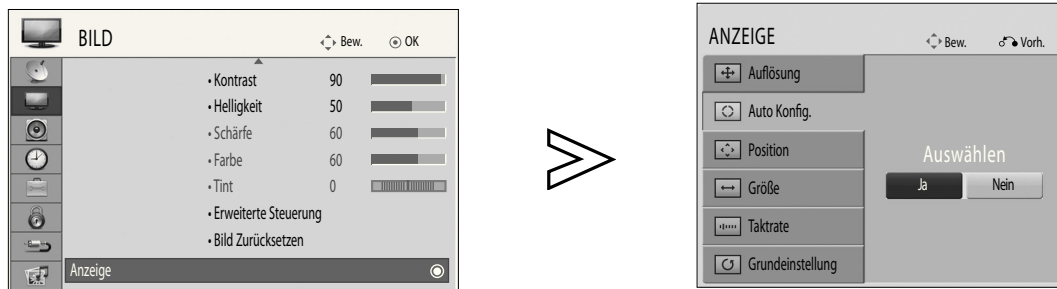 BILD
Bew. OK
• Kontrast 90
• Helligkeit 50
• Schärfe 60
• Farbe 60
• Tint 0
• Erweiterte Steuerung
• Bild Zurücksetzen
Anzeige
ANZEIGE
Bew. Vorh.
Auflösung
Auto Konfig.
Position
Größe
Taktrate
Grundeinstellung
Auswählen
Ja Nein